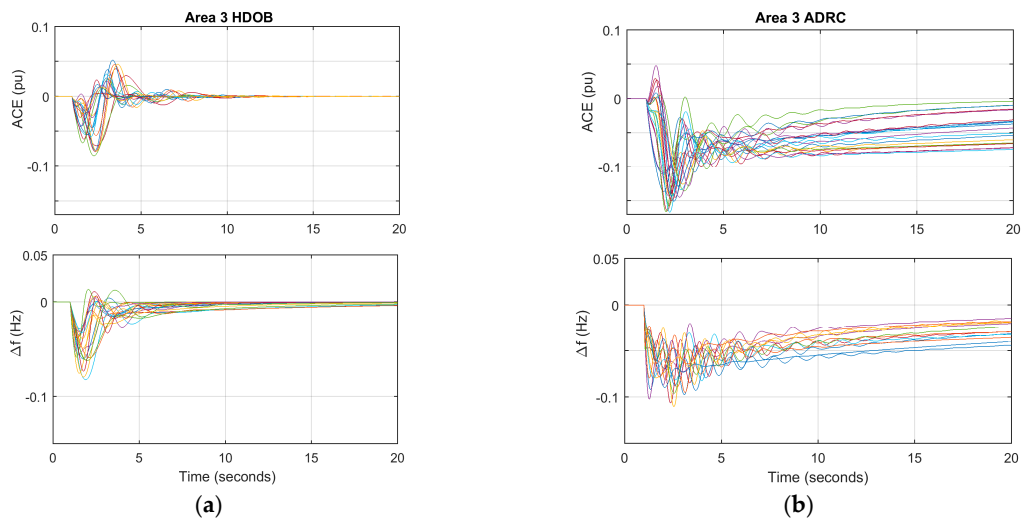 Area 3 HDOB
0.1
0
-0.1
ACE (pu)
0 5 10 15 20
0.05
0
-0.1
Δf (Hz)
0 5 10 15 20
Time (seconds)
(a)
Area 3 ADRC
0.1
0
-0.1
ACE (pu)
0 5 10 15 20
0.05
0
-0.1
Δf (Hz)
0 5 10 15 20
Time (seconds)
(b)